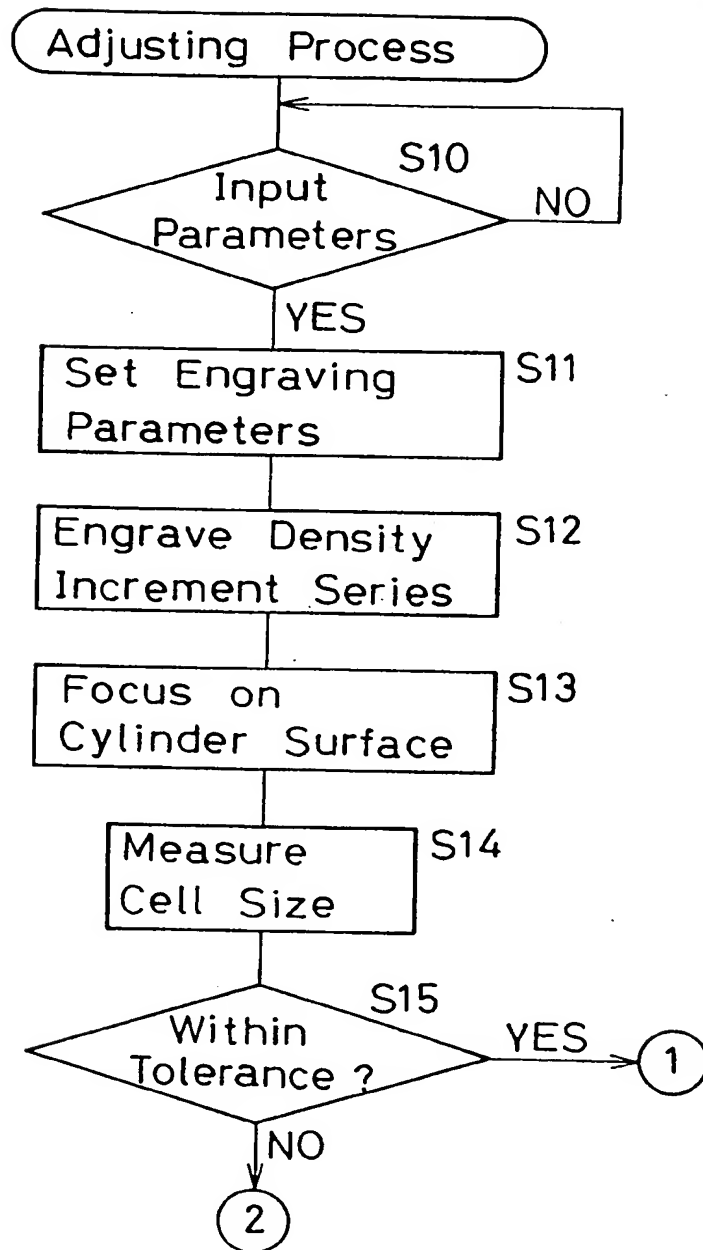 Adjusting Process
S10
Input
Parameters
NO
YES
Set Engraving
Parameters
S11
Engrave Density
Increment Series
S12
Focus on
Cylinder Surface
S13
Measure
Cell Size
S14
S15
Within
Tolerance ?
YES
1
NO
2